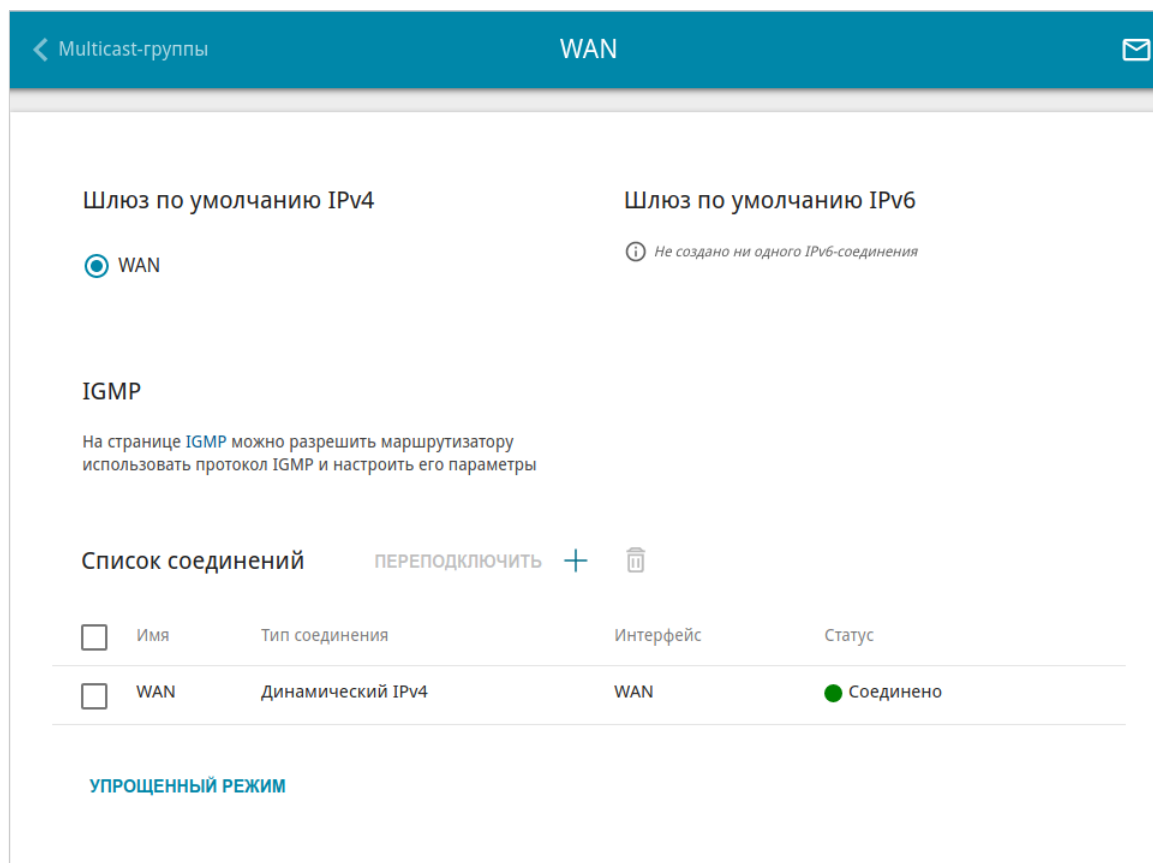 Multicast-группы
WAN
Шлюз по умолчанию IPv4
Шлюз по умолчанию IPv6
WAN
Не создано ни одного IPv6-соединения
IGMP
На странице IGMP можно разрешить маршрутизатору
использовать протокол IGMP и настроить его параметры
Список соединений ПЕРЕПОДКЛЮЧИТЬ
Имя Тип соединения Интерфейс Статус
WAN Динамический IPv4 WAN Соединено
УПРОЩЕННЫЙ РЕЖИМ